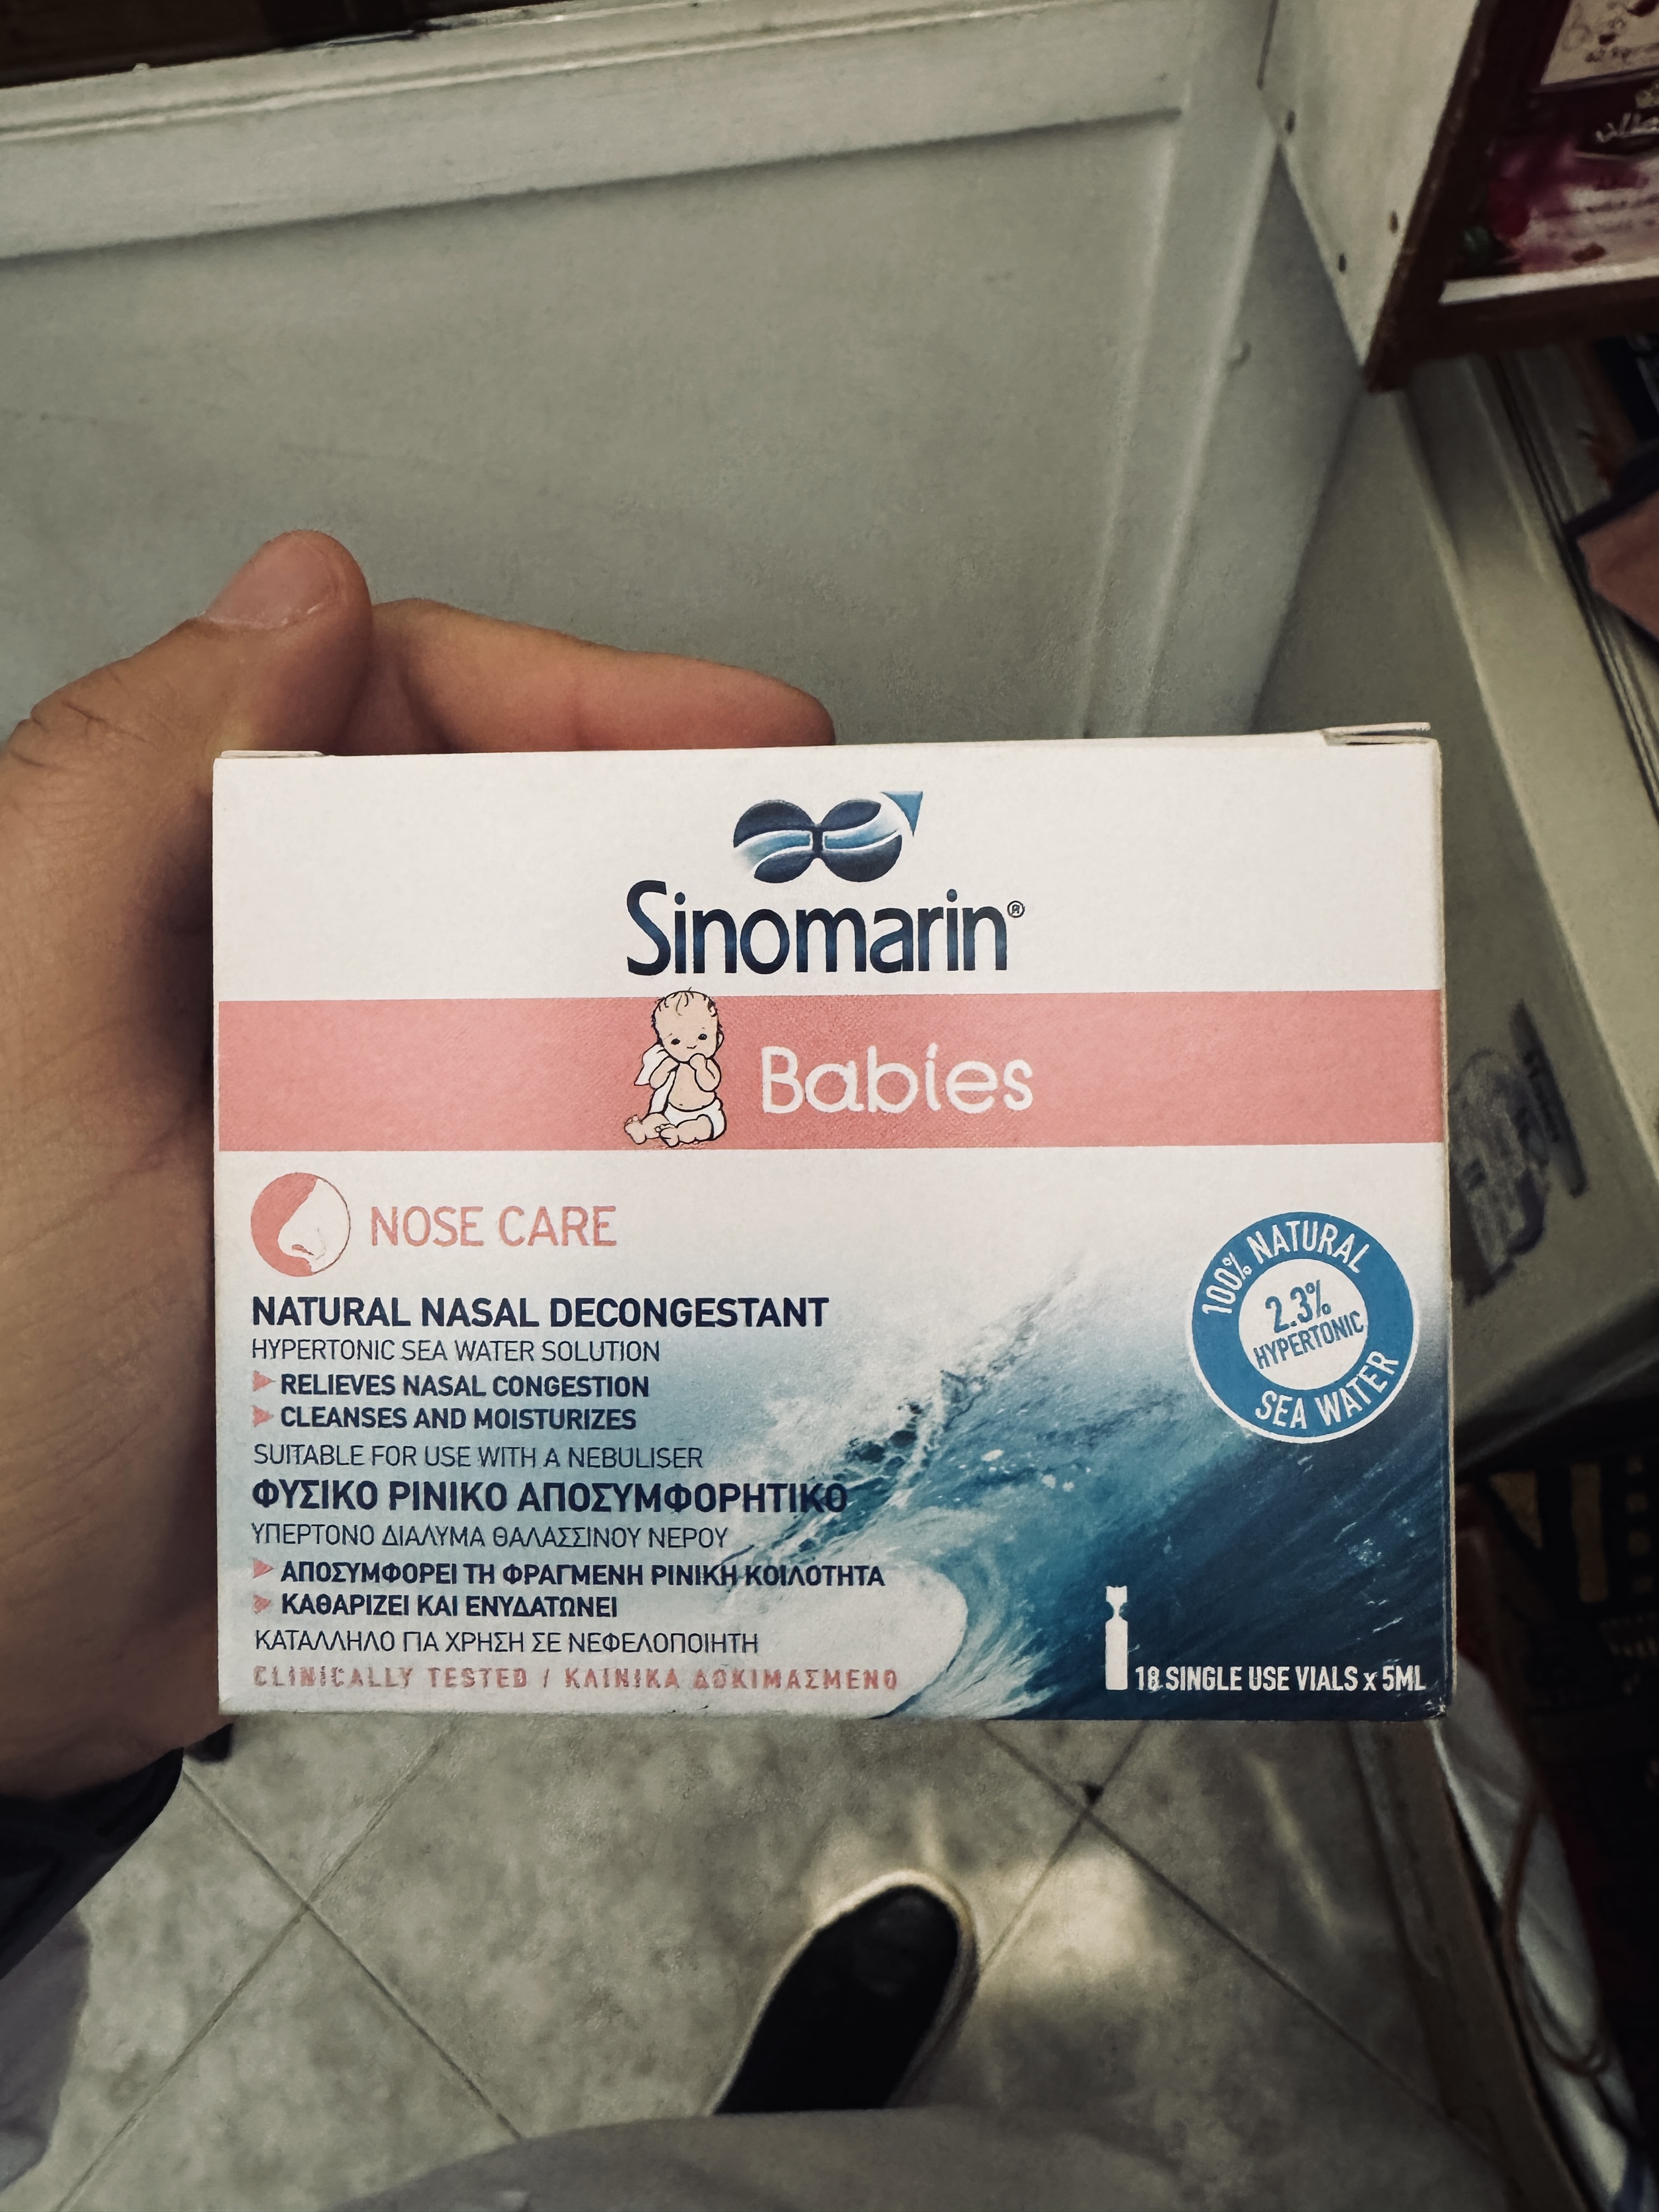 Sinomarin®
Babies
NOSE CARE
NATURAL NASAL DECONGESTANT
HYPERTONIC SEA WATER SOLUTION
RELIEVES NASAL CONGESTION
CLEANSES AND MOISTURIZES
SUITABLE FOR USE WITH A NEBULISER
ΦΥΣΙΚΟ ΡΙΝΙΚΟ ΑΠΟΣΥΜΦΟΡΗΤΙΚΟ
ΥΠΕΡΤΟΝΟ ΔΙΑΛΥΜΑ ΘΑΛΑΣΣΙΝΟΥ ΝΕΡΟΥ
ΑΠΟΣΥΜΦΟΡΕΙ ΤΗ ΦΡΑΓΜΕΝΗ ΡΙΝΙΚΗ ΚΟΙΛΟΤΗΤΑ
ΚΑΘΑΡΙΖΕΙ ΚΑΙ ΕΝΥΔΑΤΩΝΕΙ
ΚΑΤΑΛΛΗΛΟ ΓΙΑ ΧΡΗΣΗ ΣΕ ΝΕΦΕΛΟΠΟΙΗΤΗ
CLINICALLY TESTED / ΚΛΙΝΙΚΑ ΔΟΚΙΜΑΣΜΕΝΟ
100% NATURAL
2.3%
HYPERTONIC
SEA WATER
18 SINGLE USE VIALS x 5ML